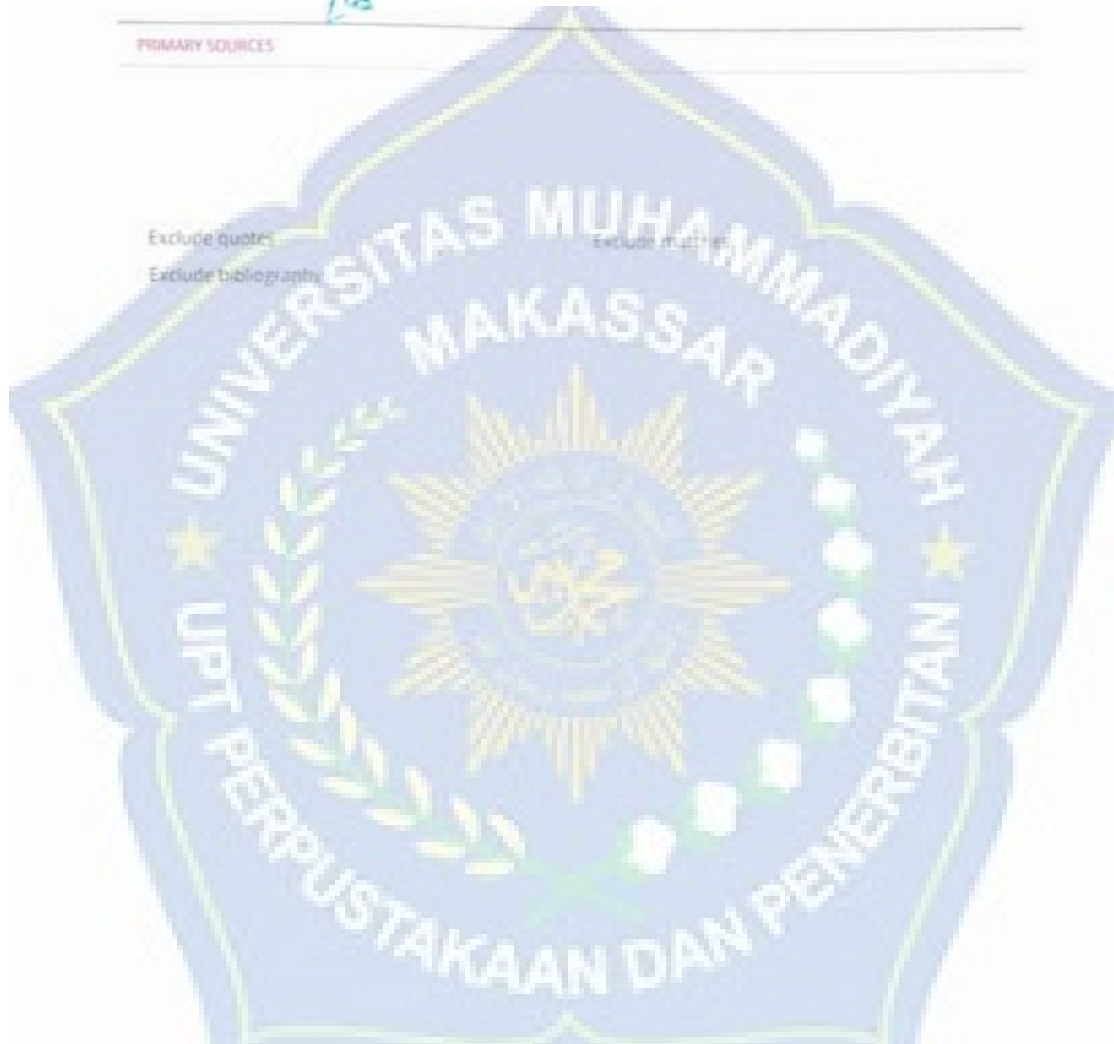 PRIMARY SOURCES
Exclude quotes
Exclude bibliography
UNIVERSITAS MUHAMMADIYAH
MAKASSAR
UPT PERPUSTAKAAN DAN PENERBITAN